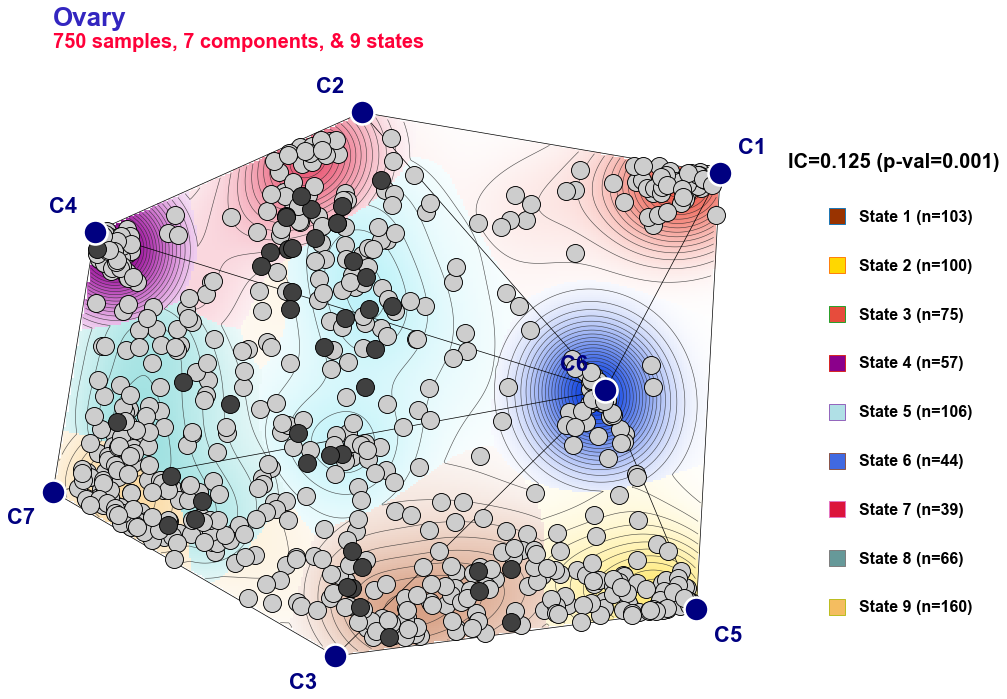 Ovary
750 samples, 7 components, & 9 states
C2
C1
IC=0.125 (p-val=0.001)
C4
State 1 (n=103)
State 2 (n=100)
State 3 (n=75)
C6
State 4 (n=57)
State 5 (n=106)
State 6 (n=44)
C7
State 7 (n=39)
State 8 (n=66)
State 9 (n=160)
C5
C3